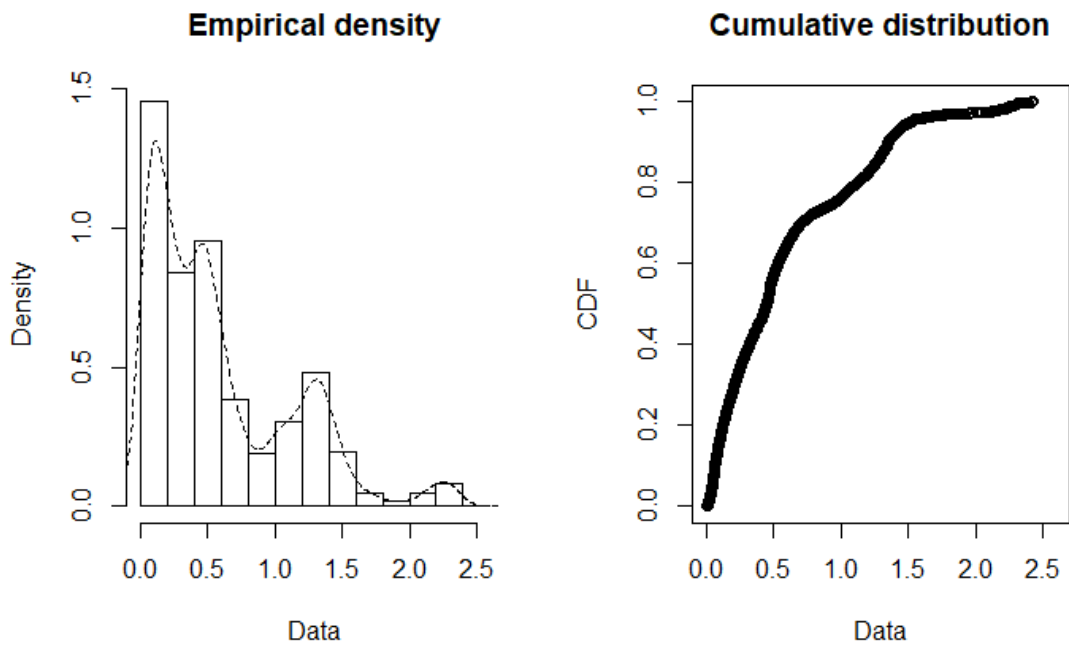 Empirical density
1.5
1.0
0.5
0.0
Density
0.0 0.5 1.0 1.5 2.0 2.5
Data
Cumulative distribution
1.0
0.8
0.6
0.4
0.2
0.0
CDF
0.0 0.5 1.0 1.5 2.0 2.5
Data